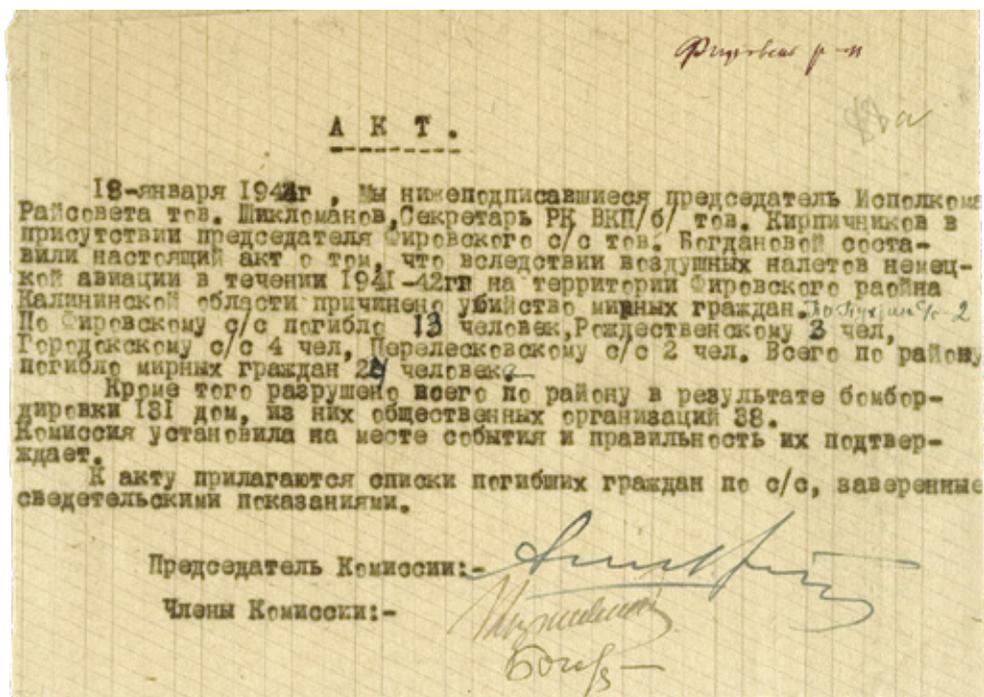 Фировский р-н
А К Т .
18-января 1944г , Мы нижеподписавшиеся председатель Исполкома
Райсовета тов. Шикломанов,Секретарь РК ВКП/б/ тов. Кирпичников в
присутствии председателя Фировского с/с тов. Богдановой соста-
вили настоящий акт о том, что вследствии воздушных налетов немец-
кой авиации в течении 1941-42гг на территории Фировского раойна
Калининской области причинено убийство мирных граждан.
По Фировскому с/с погибло 13 человек,Рождественскому 3 чел,
Городокскому с/с 4 чел, Перелесковскому с/с 2 чел. Всего по району
погибло мирных граждан 24 человека
Кроме того разрушено всего по району в результате бомбор-
дировки 131 дом, из них общественных организаций 38.
Комиссия установила на месте события и правильность их подтвер-
ждает.
К акту прилагаются списки погибших граждан по с/с, заверенные
сведетельскими показаниями.
Председатель Комиссии:-
Члены Комиссии:-